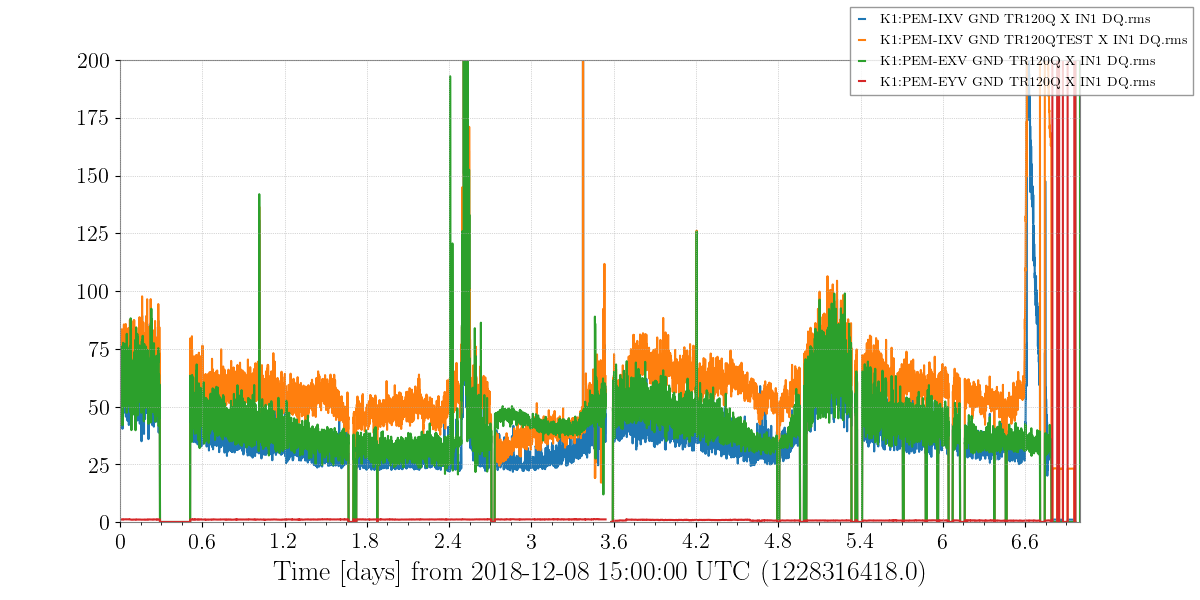 K1:PEM-IXV GND TR120Q X IN1 DQ.rms
K1:PEM-IXV GND TR120QTEST X IN1 DQ.rms
K1:PEM-EXV GND TR120Q X IN1 DQ.rms
K1:PEM-EYV GND TR120Q X IN1 DQ.rms
200
175
150
125
100
75
50
25
0
0 0.6 1.2 1.8 2.4 3 3.6 4.2 4.8 5.4 6 6.6
Time [days] from 2018-12-08 15:00:00 UTC (1228316418.0)